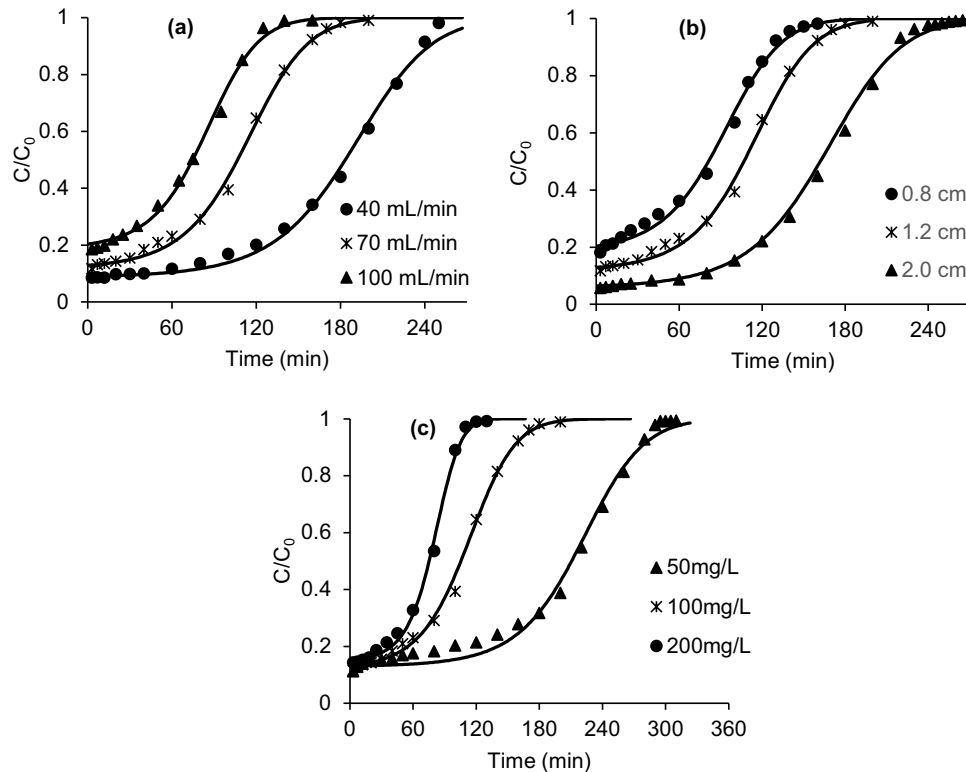 (a)
1
0.8
0.6
0.4
0.2
0
C/C0
40 mL/min
70 mL/min
100 mL/min
0 60 120 180 240
Time (min)
(b)
1
0.8
0.6
0.4
0.2
0
C/C0
0.8 cm
1.2 cm
2.0 cm
0 60 120 180 240
Time (min)
(c)
1
0.8
0.6
0.4
0.2
0
C/C0
50mg/L
100mg/L
200mg/L
0 60 120 180 240 300 360
Time (min)